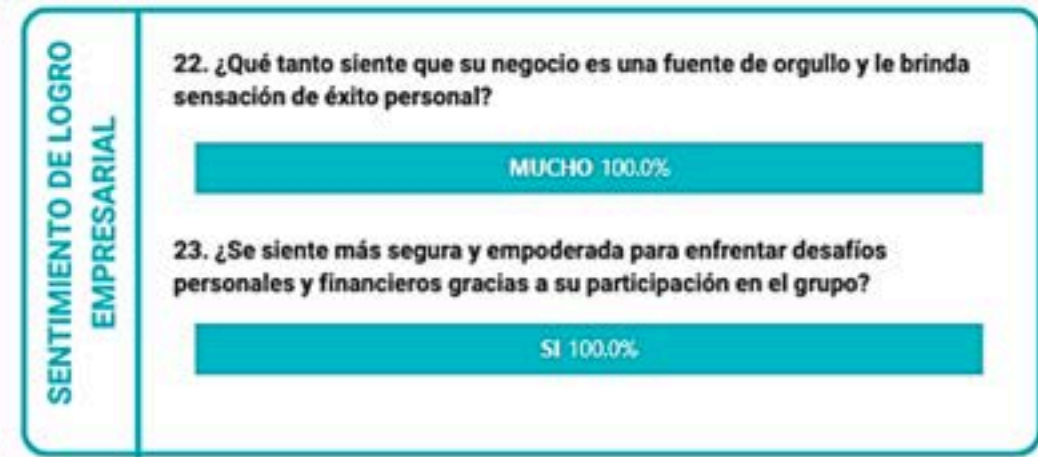 SENTIMIENTO DE LOGRO
EMPRESARIAL
22. ¿Qué tanto siente que su negocio es una fuente de orgullo y le brinda
sensación de éxito personal?
MUCHO 100.0%
23. ¿Se siente más segura y empoderada para enfrentar desafíos
personales y financieros gracias a su participación en el grupo?
SI 100.0%